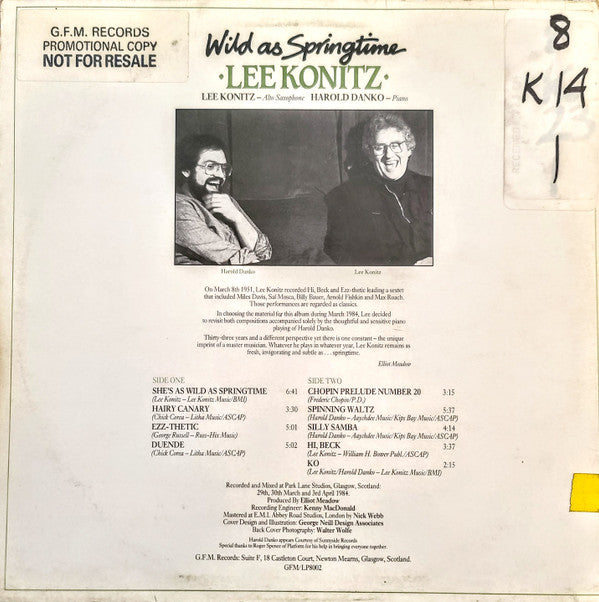 G.F.M. RECORDS
PROMOTIONAL COPY
NOT FOR RESALE
Wild as Springtime
·LEE KONITZ·
LEE KONITZ – Alto Saxophone HAROLD DANKO – Piano
8
K 14
1
Harold Danko Lee Konitz
On March 8th 1951, Lee Konitz recorded Hi, Beck and Ezz-thetic leading a sextet
that included Miles Davis, Sal Mosca, Billy Bauer, Arnold Fishkin and Max Roach.
Those performances are regarded as classics.
In choosing the material for this album during March 1984, Lee decided
to revisit both compositions accompanied solely by the thoughtful and sensitive piano
playing of Harold Danko.
Thirty-three years and a different perspective yet there is one constant – the unique
imprint of a master musician. Whatever he plays in whatever year, Lee Konitz remains as
fresh, invigorating and subtle as . . . springtime.
Elliot Meadow
SIDE ONE
SHE'S AS WILD AS SPRINGTIME 6:41
(Lee Konitz – Lee Konitz Music/BMI)
HAIRY CANARY 3:30
(Chick Corea – Litha Music/ASCAP)
EZZ-THETIC 5:01
(George Russell – Russ-Hix Music)
DUENDE 5:02
(Chick Corea – Litha Music/ASCAP)
SIDE TWO
CHOPIN PRELUDE NUMBER 20 3:15
(Frederic Chopin/P.D.)
SPINNING WALTZ 5:37
(Harold Danko – Aaychdee Music/Kips Bay Music/ASCAP)
SILLY SAMBA 4:14
(Harold Danko – Aaychdee Music/Kips Bay Music/ASCAP)
HI, BECK 3:37
(Lee Konitz – William H. Bower Publ./ASCAP)
KO 2:15
(Lee Konitz/Harold Danko – Lee Konitz Music/BMI)
Recorded and Mixed at Park Lane Studios, Glasgow, Scotland:
29th, 30th March and 3rd April 1984.
Produced By Elliot Meadow
Recording Engineer: Kenny MacDonald
Mastered at E.M.I. Abbey Road Studios, London by Nick Webb
Cover Design and Illustration: George Neill Design Associates
Back Cover Photography: Walter Wolfe
Harold Danko appears Courtesy of Sunnyside Records
Special thanks to Roger Spence of Platform for his help in bringing everyone together.
G.F.M. Records: Suite F, 18 Castleton Court, Newton Mearns, Glasgow, Scotland.
GFM/LP8002